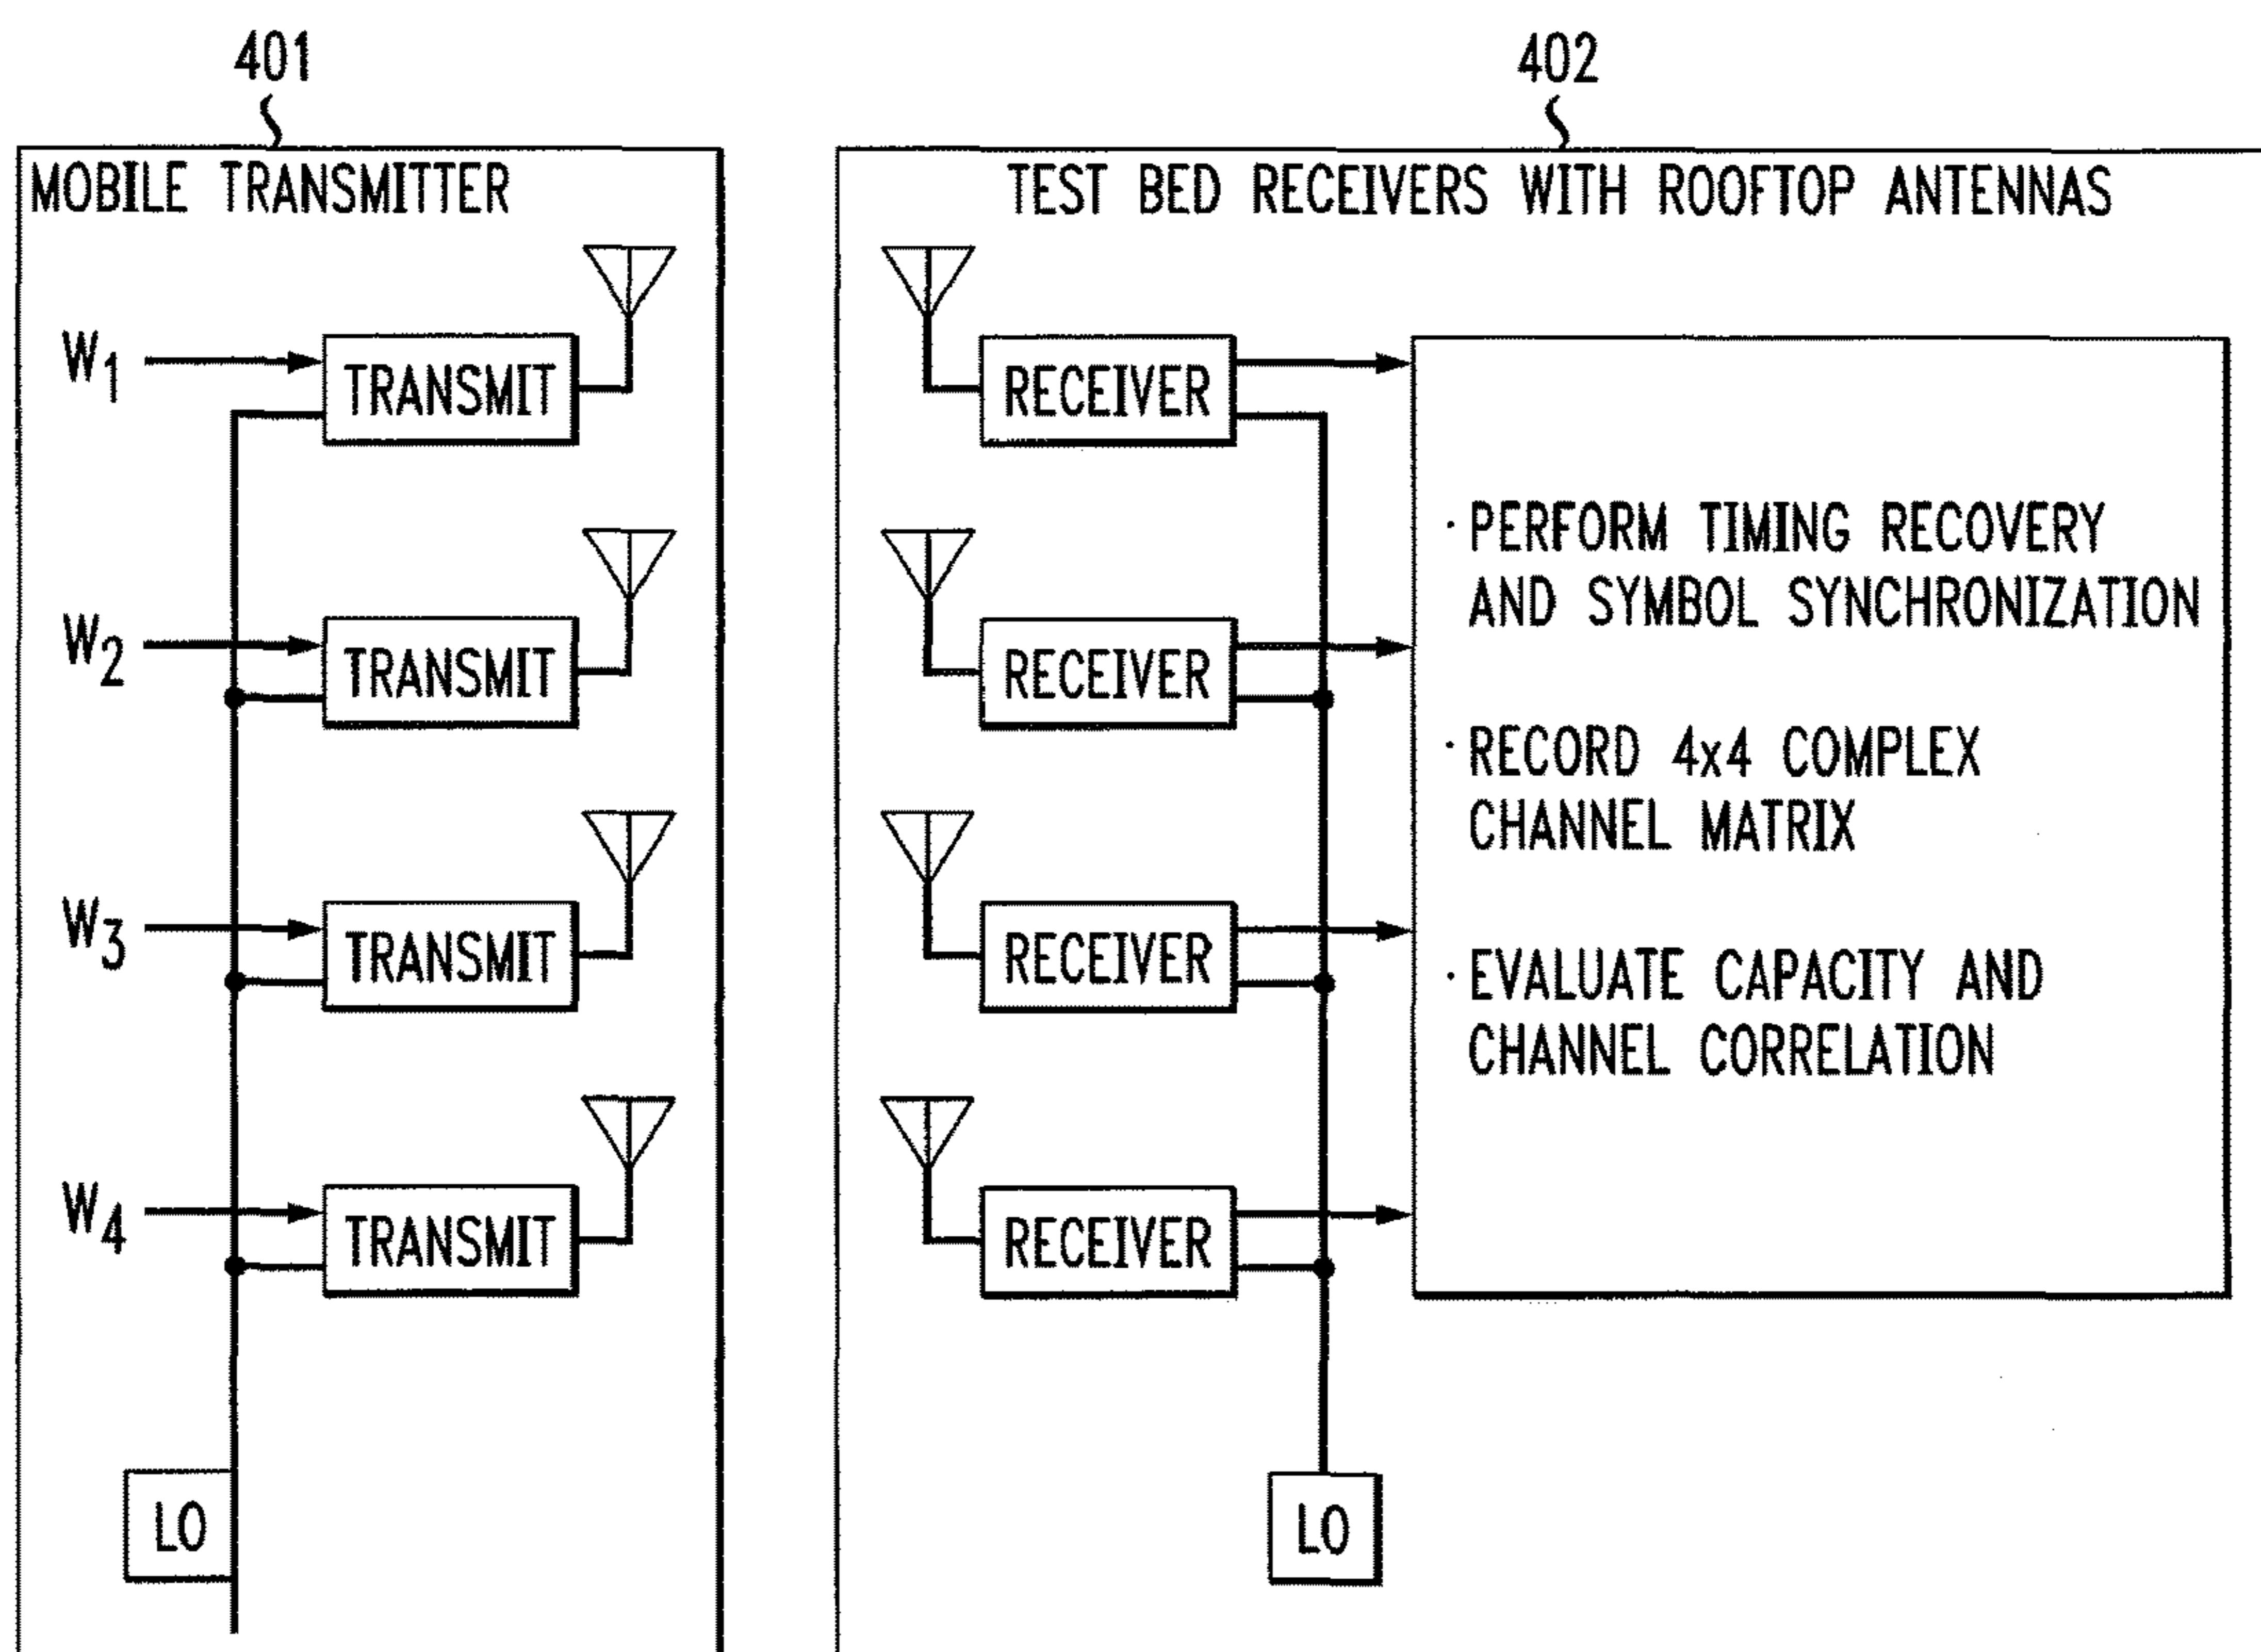 401
402
MOBILE TRANSMITTER
TEST BED RECEIVERS WITH ROOFTOP ANTENNAS
W1
TRANSMIT
W2
TRANSMIT
W3
TRANSMIT
W4
TRANSMIT
LO
RECEIVER
RECEIVER
RECEIVER
RECEIVER
LO
· PERFORM TIMING RECOVERY
AND SYMBOL SYNCHRONIZATION
· RECORD 4x4 COMPLEX
CHANNEL MATRIX
· EVALUATE CAPACITY AND
CHANNEL CORRELATION